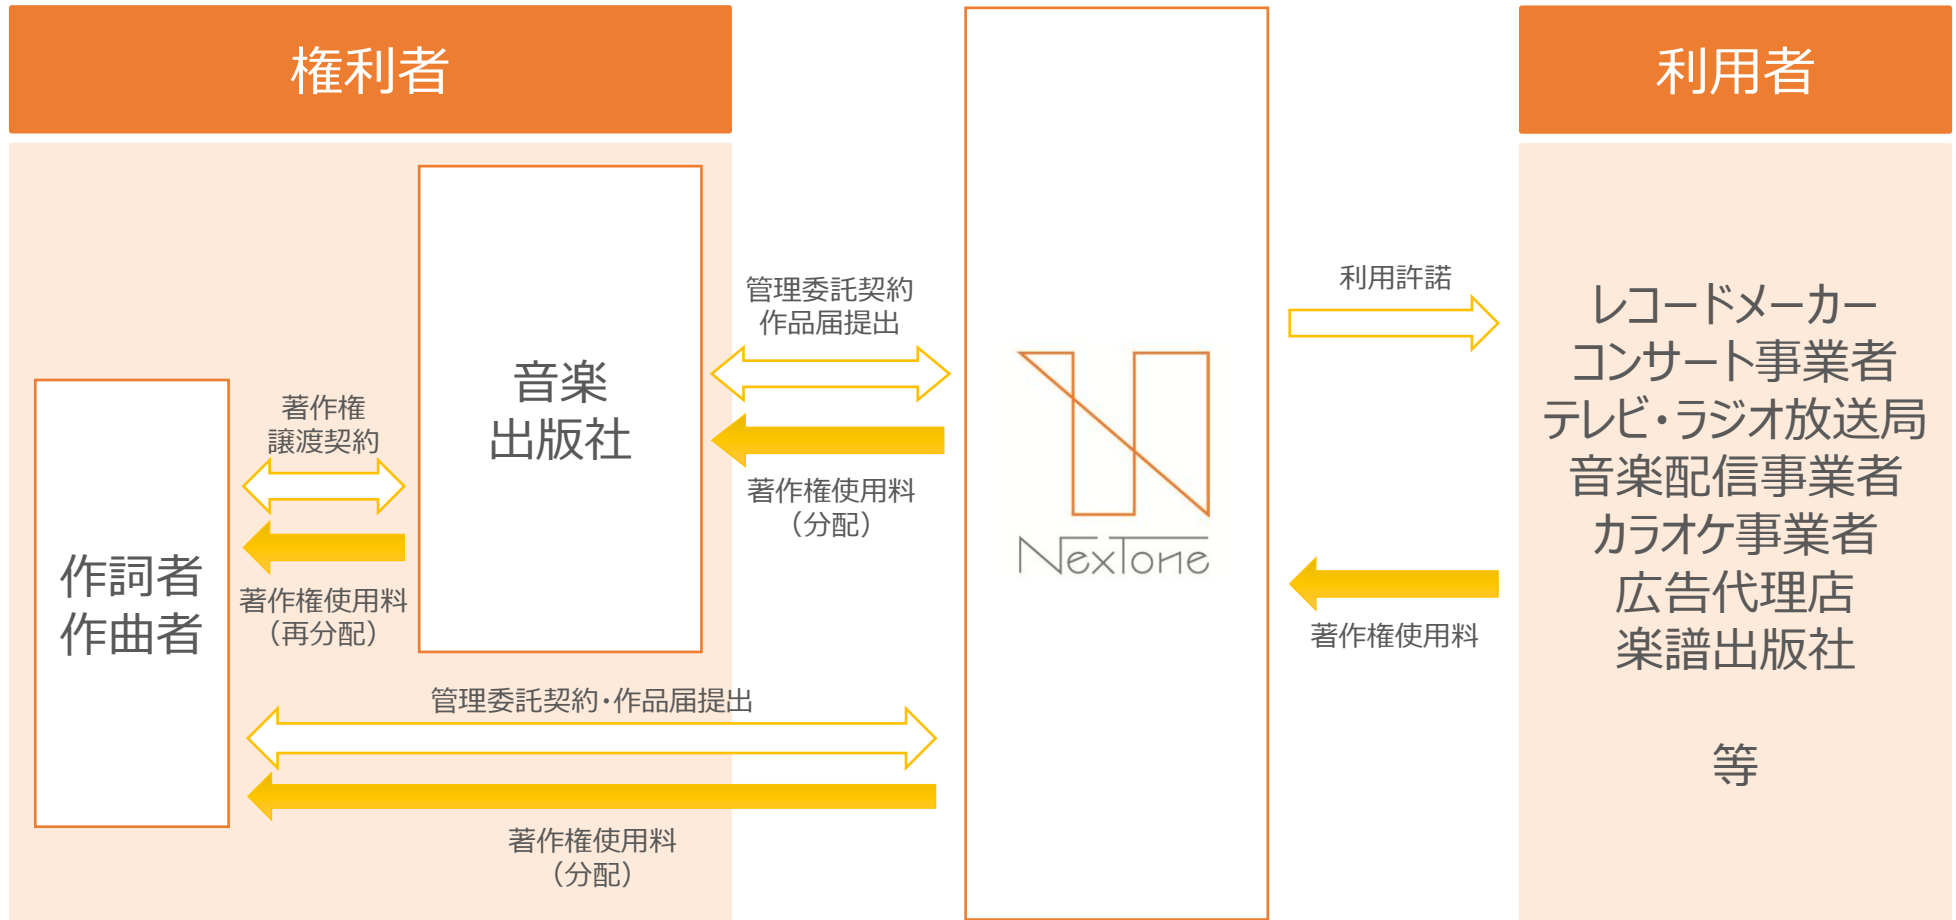 権利者
利用者
作詞者
作曲者
著作権
譲渡契約
著作権使用料
（再分配）
音楽
出版社
管理委託契約
作品届提出
著作権使用料
（分配）
管理委託契約・作品届提出
著作権使用料
（分配）
NexTone
利用許諾
著作権使用料
レコードメーカー
コンサート事業者
テレビ・ラジオ放送局
音楽配信事業者
カラオケ事業者
広告代理店
楽譜出版社
等